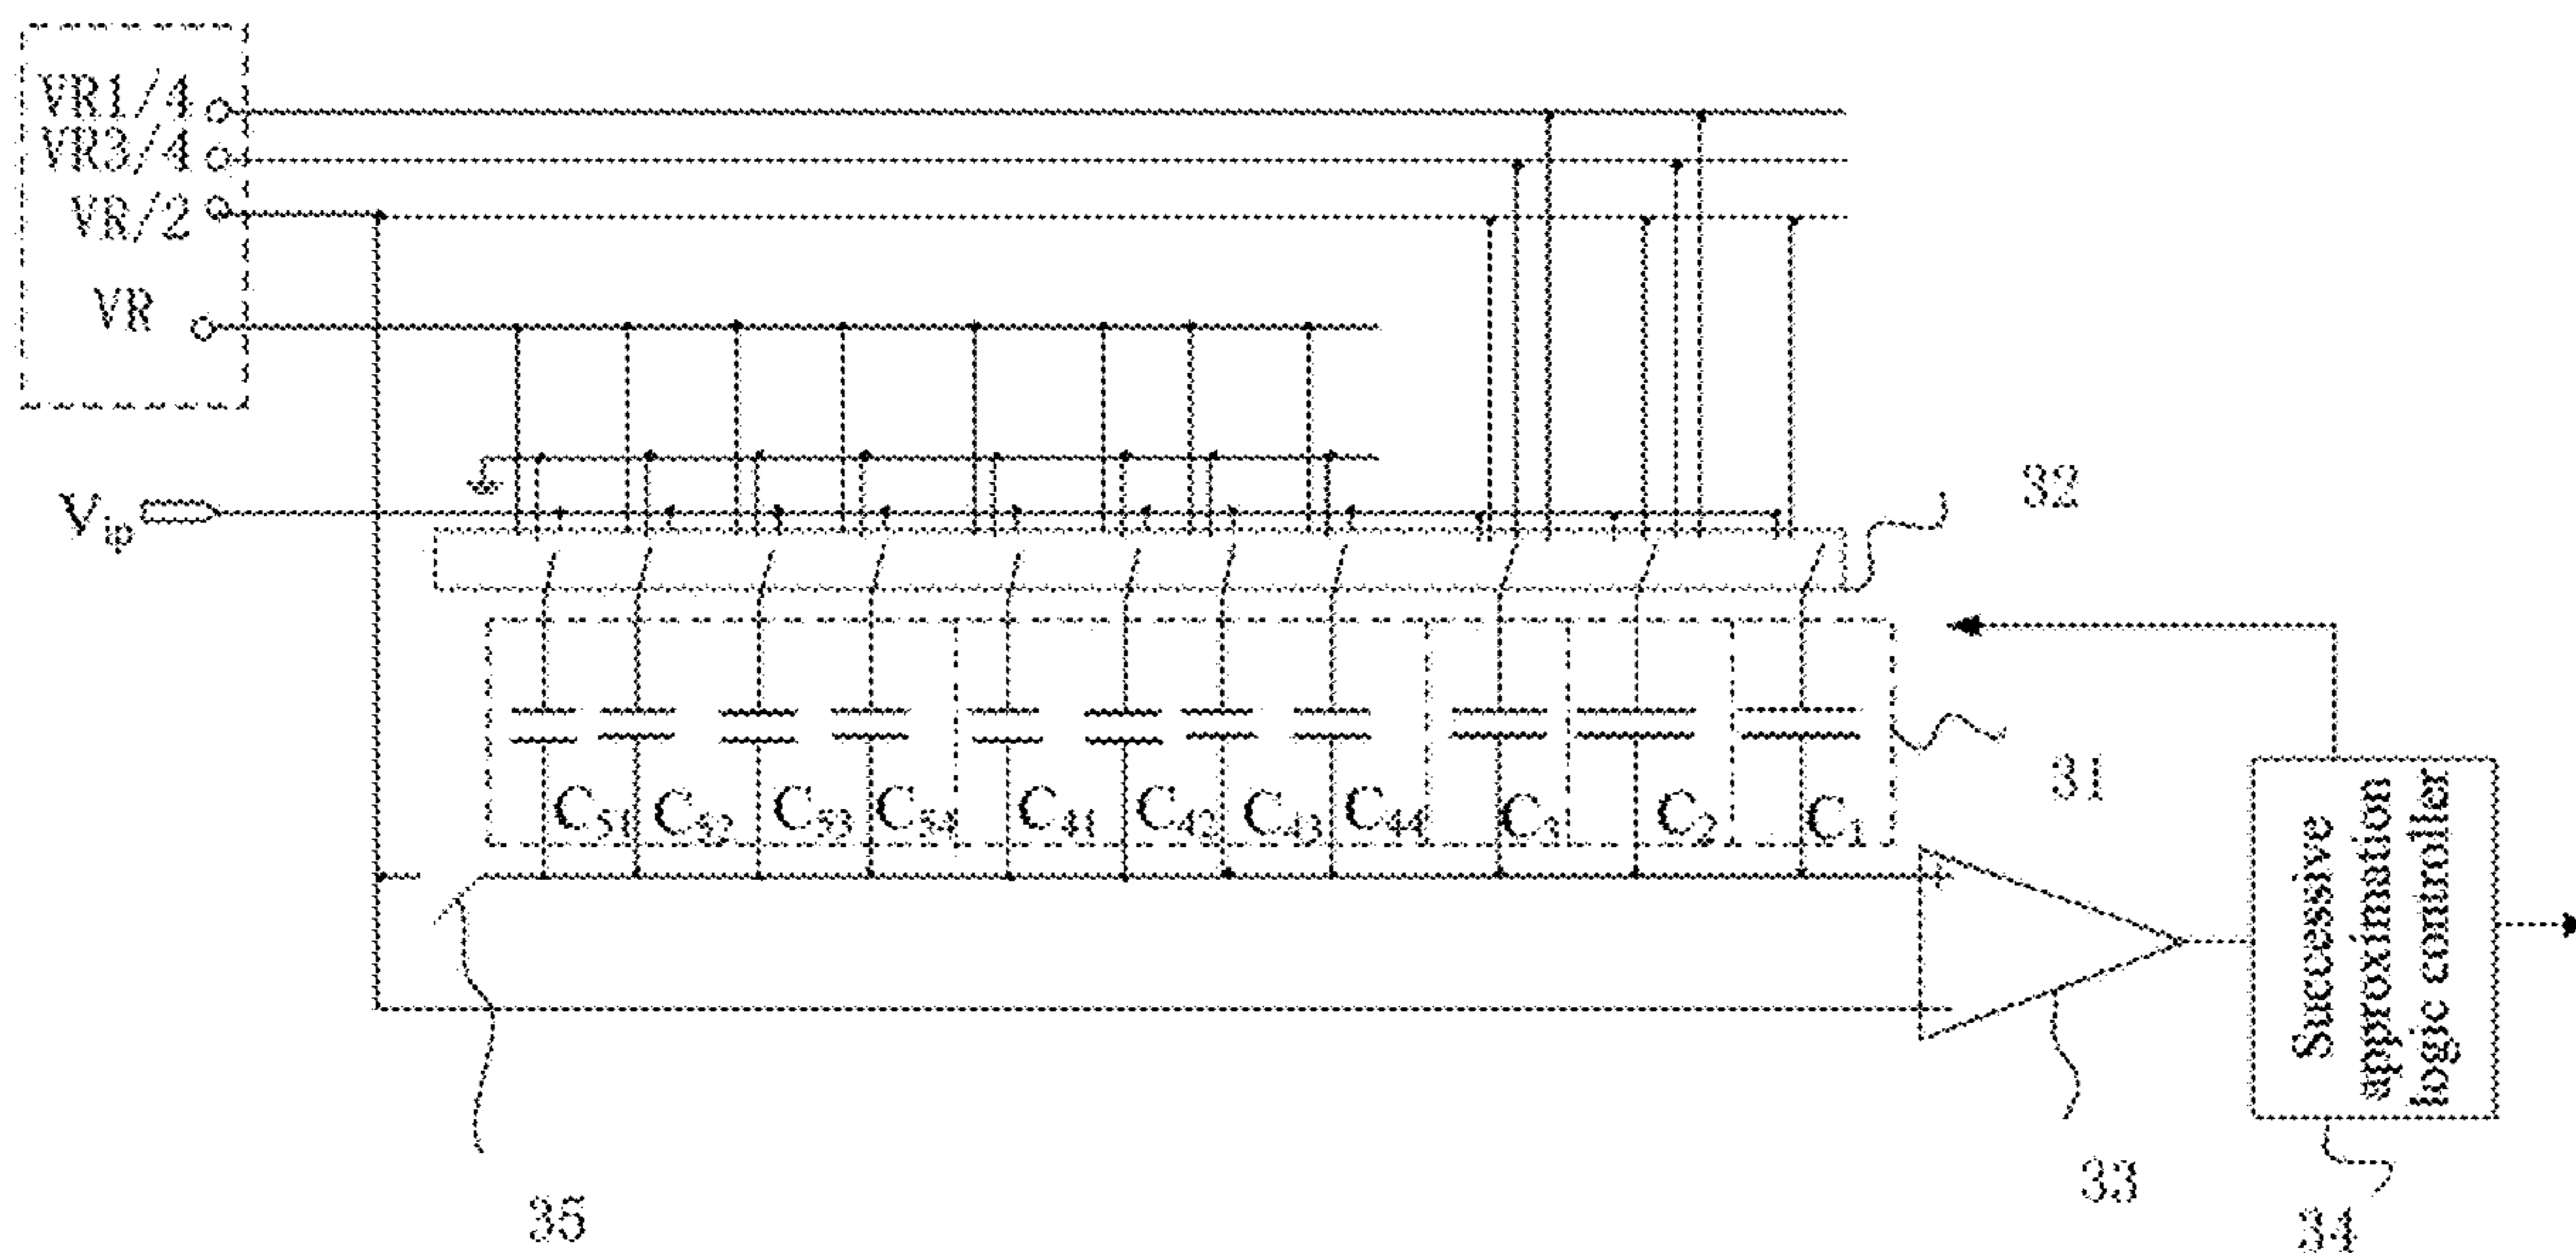 VR1/4
VR3/4
VR/2
VR
Vip
32
31
C51 C52 C53 C54 C41 C42 C43 C44 C3 C2 C1
+
Successive
approximation
logic controller
33
34
35